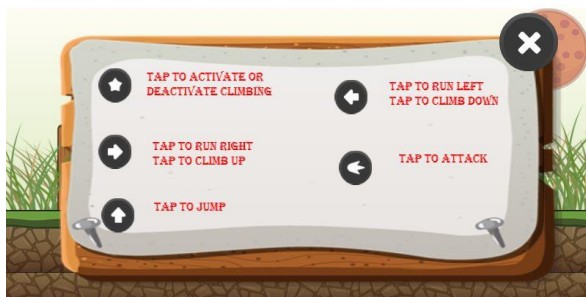 TAP TO ACTIVATE OR
DEACTIVATE CLIMBING
TAP TO RUN RIGHT
TAP TO CLIMB UP
TAP TO JUMP
TAP TO RUN LEFT
TAP TO CLIMB DOWN
TAP TO ATTACK